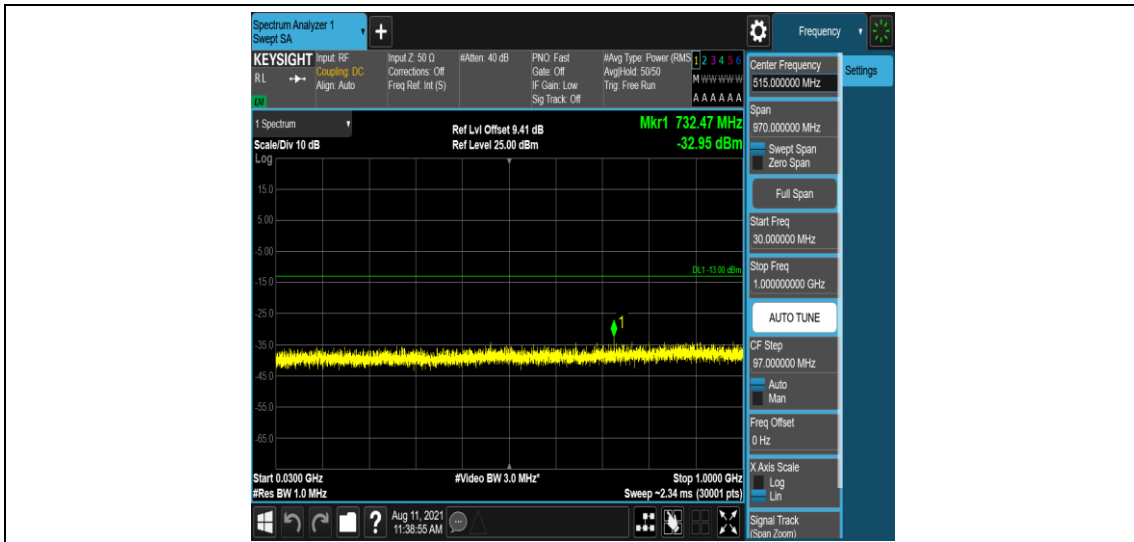 Spectrum Analyzer 1
Swept SA
+
Frequency
KEYSIGHT
RL
LM
Input: RF
Coupling: DC
Align: Auto
Input Z: 50 Ω
Corrections: Off
Freq Ref: Int (S)
#Atten: 40 dB
PNO: Fast
Gate: Off
IF Gain: Low
Sig Track: Off
#Avg Type: Power (RMS
Avg|Hold: 50/50
Trig: Free Run
1 2 3 4 5 6
M W W W W W
A A A A A A
1 Spectrum
Scale/Div 10 dB
Log
Ref Lvl Offset 9.41 dB
Ref Level 25.00 dBm
Mkr1 732.47 MHz
-32.95 dBm
15.0
5.00
-5.00
DL1 -13.00 dBm
-15.0
-25.0
1
-35.0
-45.0
-55.0
-65.0
Start 0.0300 GHz
#Res BW 1.0 MHz
#Video BW 3.0 MHz*
Stop 1.0000 GHz
Sweep ~2.34 ms (30001 pts)
?
Aug 11, 2021
11:38:55 AM
Center Frequency
515.000000 MHz
Settings
Span
970.000000 MHz
Swept Span
Zero Span
Full Span
Start Freq
30.000000 MHz
Stop Freq
1.000000000 GHz
AUTO TUNE
CF Step
97.000000 MHz
Auto
Man
Freq Offset
0 Hz
X Axis Scale
Log
Lin
Signal Track
(Span Zoom)